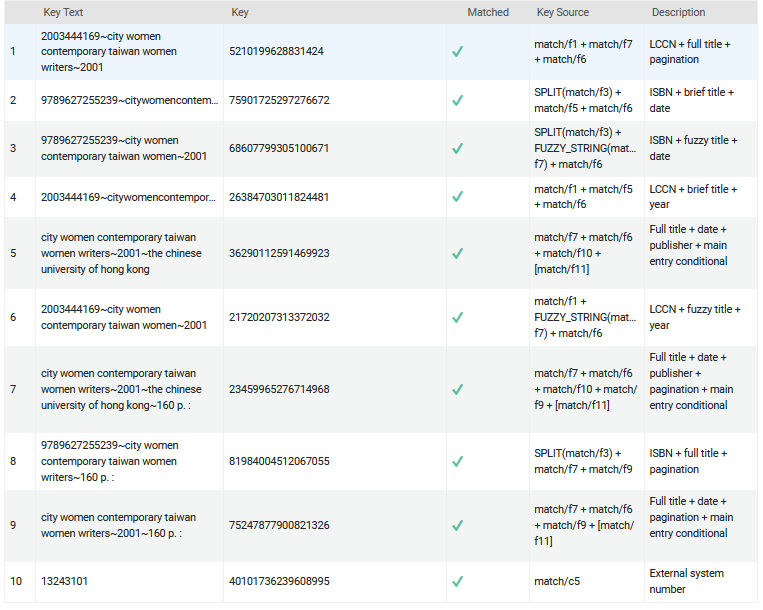 Key Text Key Matched Key Source Description
1 2003444169~city women contemporary taiwan women writers~2001 5210199628831424 match/f1 + match/f7 + match/f6 LCCN + full title + pagination
2 9789627255239~citywomencontem... 75901725297276672 SPLIT(match/f3) + match/f5 + match/f6 ISBN + brief title + date
3 9789627255239~city women contemporary taiwan women~2001 68607799305100671 SPLIT(match/f3) + FUZZY_STRING(mat... f7) + match/f6 ISBN + fuzzy title + date
4 2003444169~citywomencontempor... 26384703011824481 match/f1 + match/f5 + match/f6 LCCN + brief title + year
5 city women contemporary taiwan women writers~2001~the chinese university of hong kong 36290112591469923 match/f7 + match/f6 + match/f10 + [match/f11] Full title + date + publisher + main entry conditional
6 2003444169~city women contemporary taiwan women~2001 21720207313372032 match/f1 + FUZZY_STRING(mat... f7) + match/f6 LCCN + fuzzy title + year
7 city women contemporary taiwan women writers~2001~the chinese university of hong kong~160 p. : 23459965276714968 match/f7 + match/f6 + match/f10 + match/f9 + [match/f11] Full title + date + publisher + pagination + main entry conditional
8 9789627255239~city women contemporary taiwan women writers~160 p. : 81984004512067055 SPLIT(match/f3) + match/f7 + match/f9 ISBN + full title + pagination
9 city women contemporary taiwan women writers~2001~160 p. : 75247877900821326 match/f7 + match/f6 + match/f9 + [match/f11] Full title + date + pagination + main entry conditional
10 13243101 40101736239608995 match/c5 External system number